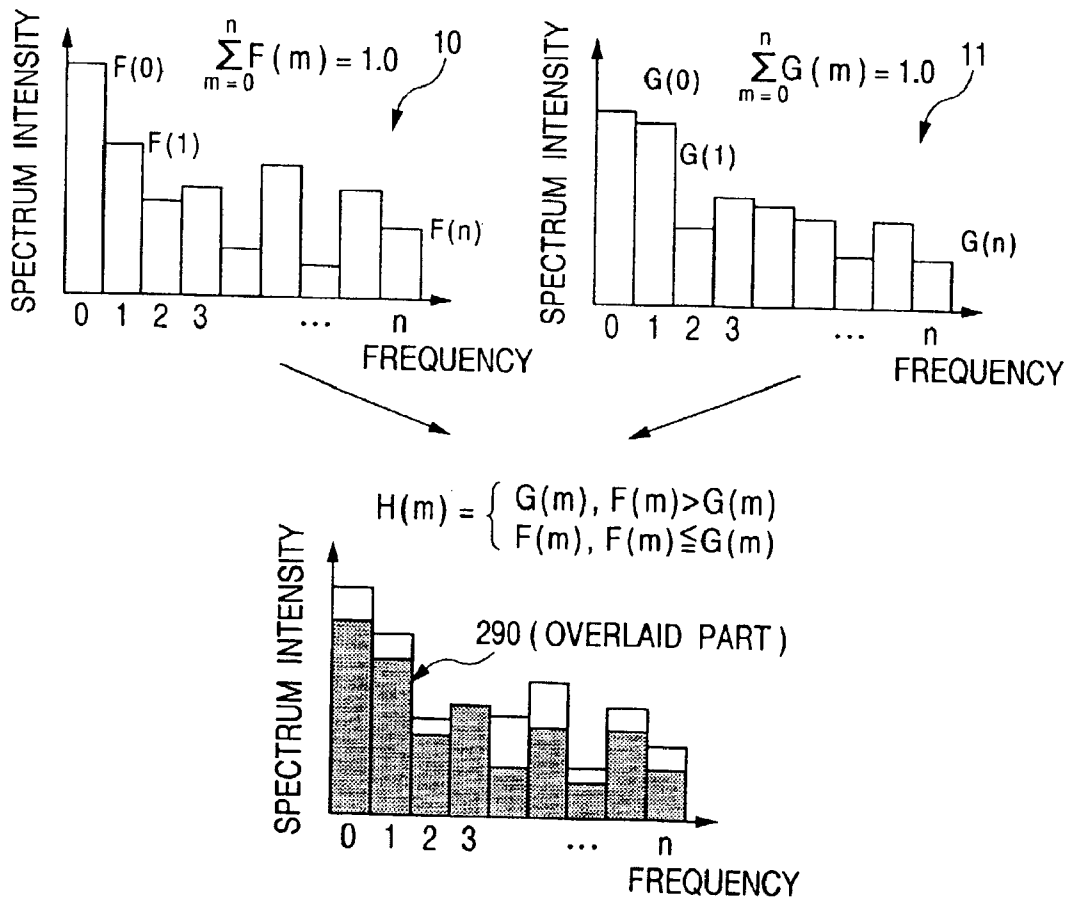 SPECTRUM INTENSITY
F(0)
n
∑ F(m) = 1.0
m = 0
10
F(1)
F(n)
0 1 2 3 ... n
FREQUENCY
SPECTRUM INTENSITY
G(0)
n
∑ G(m) = 1.0
m = 0
11
G(1)
G(n)
0 1 2 3 ... n
FREQUENCY
H(m) = { G(m), F(m)>G(m)
F(m), F(m)≦G(m)
SPECTRUM INTENSITY
290 (OVERLAID PART)
0 1 2 3 ... n
FREQUENCY